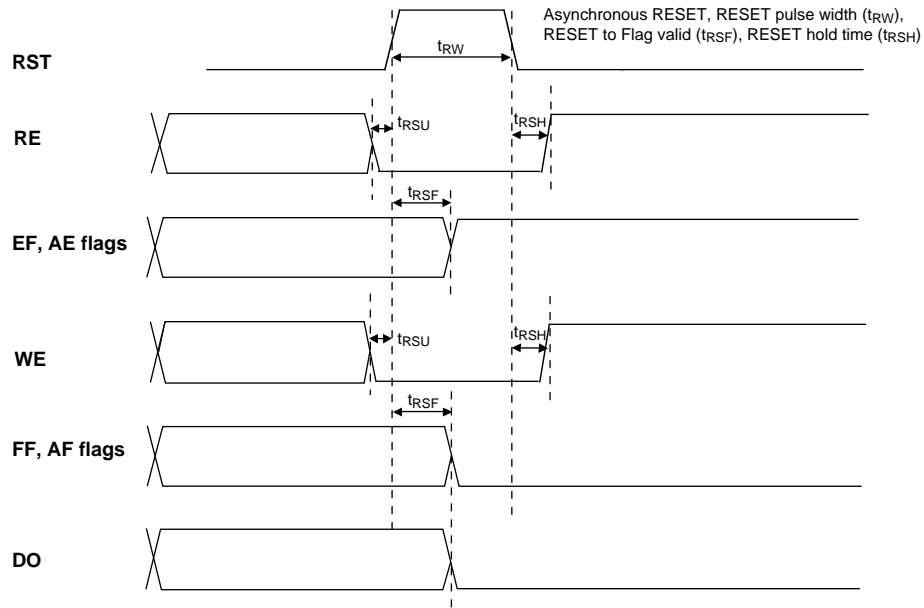 Asynchronous RESET, RESET pulse width (tRW),
RESET to Flag valid (tRSF), RESET hold time (tRSH)
tRW
RST
tRSU
tRSH
RE
tRSF
EF, AE flags
tRSU
tRSH
WE
tRSF
FF, AF flags
DO